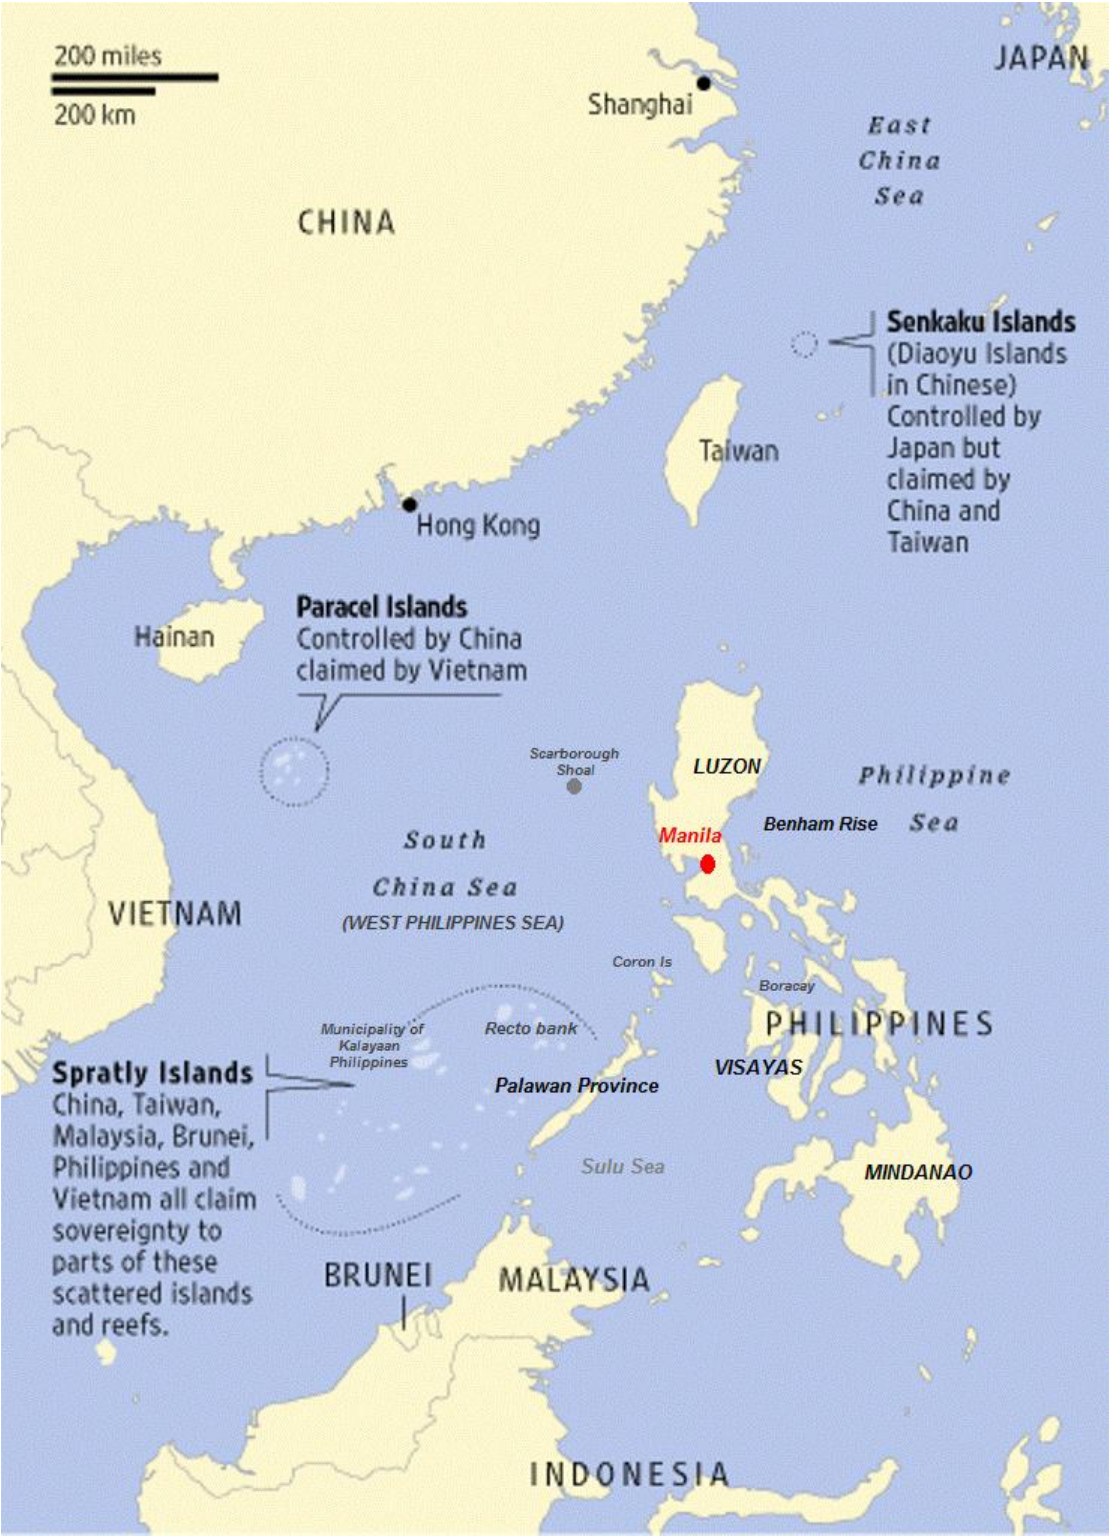 200 miles
200 km
JAPAN
Shanghai
East
China
Sea
CHINA
Senkaku Islands
(Diaoyu Islands
in Chinese)
Controlled by
Japan but
claimed by
China and
Taiwan
Taiwan
Hong Kong
Paracel Islands
Controlled by China
claimed by Vietnam
Hainan
Scarborough
Shoal
LUZON
Philippine
Sea
Benham Rise
Manila
South
China Sea
(WEST PHILIPPINES SEA)
VIETNAM
Coron Is
Boracay
PHILIPPINES
Municipality of
Kalayaan
Philippines
Recto bank
VISAYAS
Palawan Province
Spratly Islands
China, Taiwan,
Malaysia, Brunei,
Philippines and
Vietnam all claim
sovereignty to
parts of these
scattered islands
and reefs.
Sulu Sea
MINDANAO
BRUNEI
MALAYSIA
INDONESIA